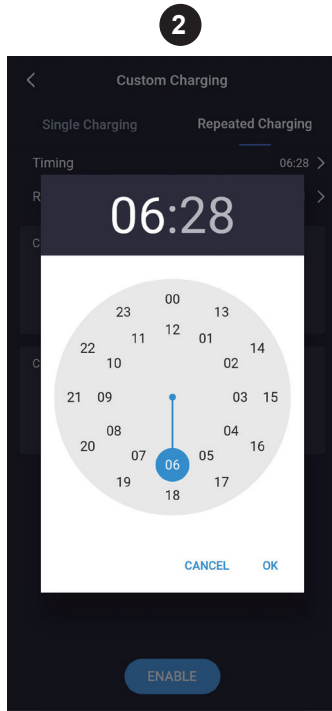 2
Custom Charging
Single Charging Repeated Charging
Timing 06:28
R
06:28
C
00
23 13
12
11 01
22 14
10 02
C
21 09 03 15
08 04
20 16
07 06 05
19 17
18
CANCEL OK
ENABLE